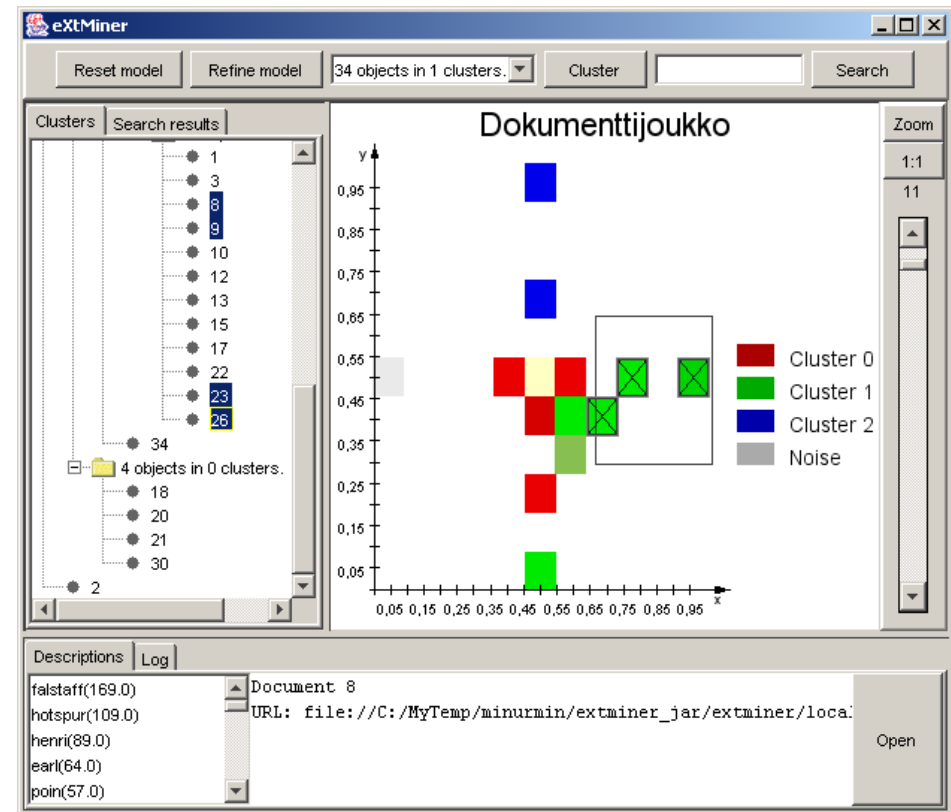 eXtMiner
Reset model Refine model 34 objects in 1 clusters. Cluster Search
Clusters Search results
1
3
8
9
10
12
13
15
17
22
23
26
34
4 objects in 0 clusters.
18
20
21
30
2
Dokumenttijoukko
y
0,95
0,85
0,75
0,65
0,55
0,45
0,35
0,25
0,15
0,05
0,05 0,15 0,25 0,35 0,45 0,55 0,65 0,75 0,85 0,95 x
Cluster 0
Cluster 1
Cluster 2
Noise
Zoom
1:1
11
Descriptions Log
falstaff(169.0)
hotspur(109.0)
henri(89.0)
earl(64.0)
poin(57.0)
Document 8
URL: file://C:/MyTemp/minurmin/extminer_jar/extminer/local
Open